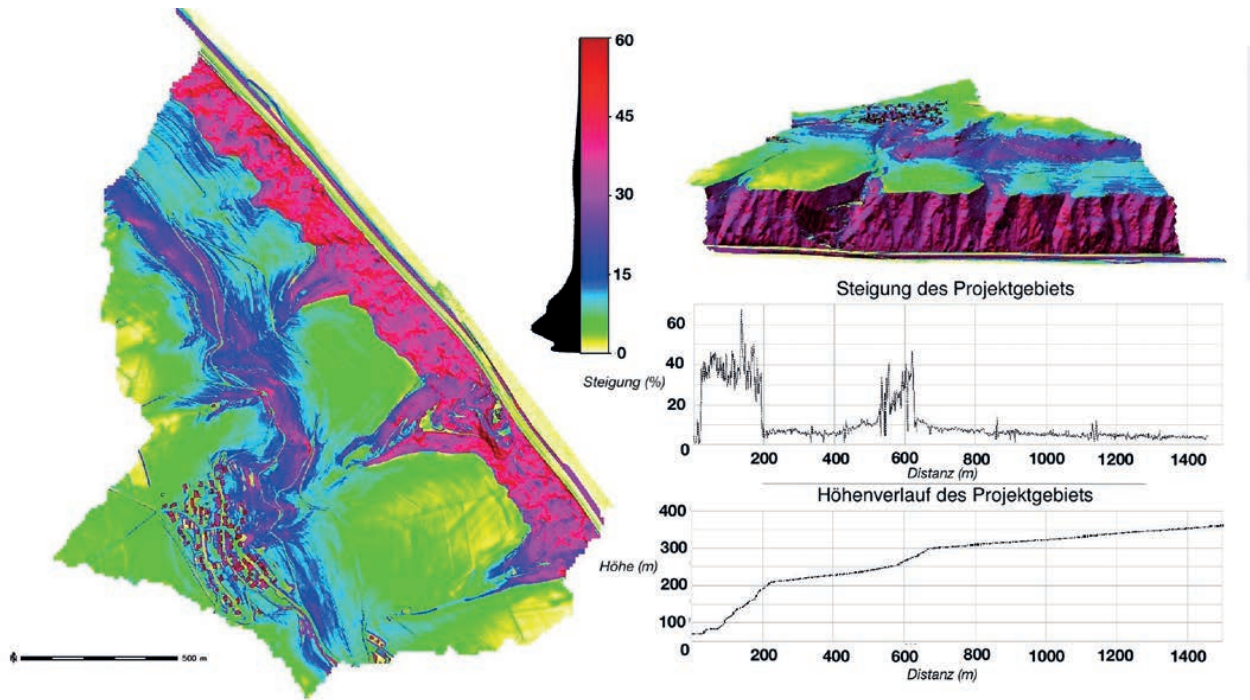 60
45
30
15
0
Steigung (%)
500 m
Steigung des Projektgebiets
60
40
20
0
200 400 600 800 1000 1200 1400
Distanz (m)
Höhenverlauf des Projektgebiets
400
300
Höhe (m)
200
100
0
200 400 600 800 1000 1200 1400
Distanz (m)